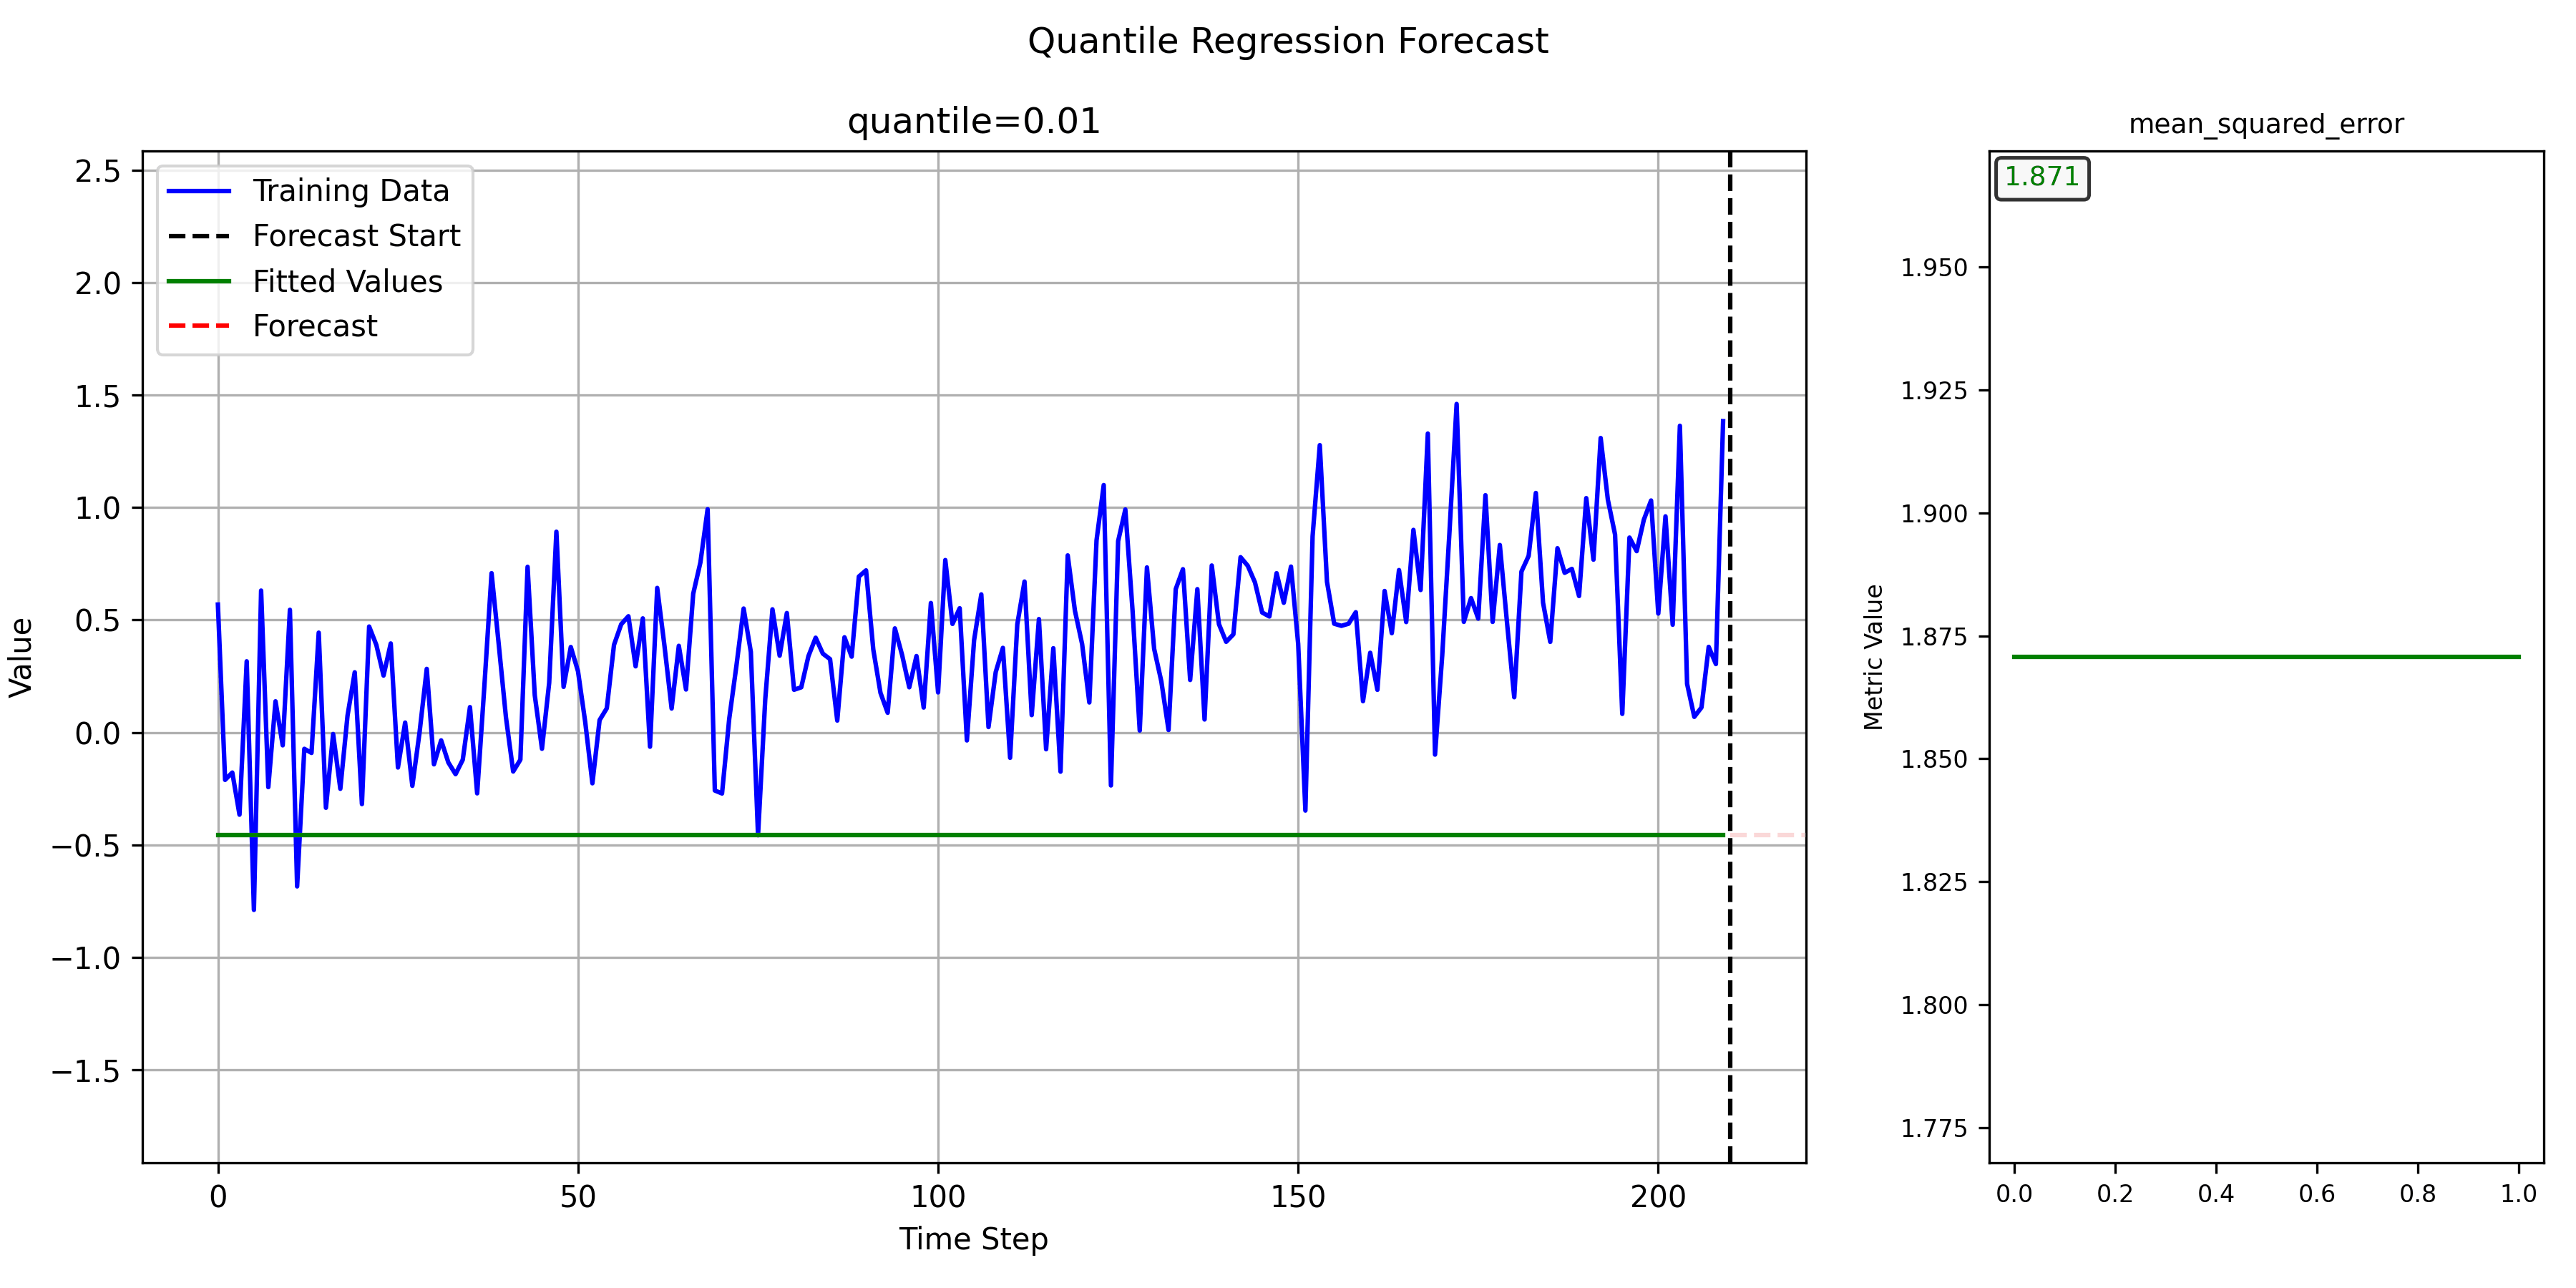 Quantile Regression Forecast
quantile=0.01
2.5
2.0
1.5
1.0
0.5
0.0
−0.5
−1.0
−1.5
Value
Training Data
Forecast Start
Fitted Values
Forecast
0
50
100
150
200
Time Step
mean_squared_error
1.871
1.950
1.925
1.900
1.875
1.850
1.825
1.800
1.775
Metric Value
0.0
0.2
0.4
0.6
0.8
1.0